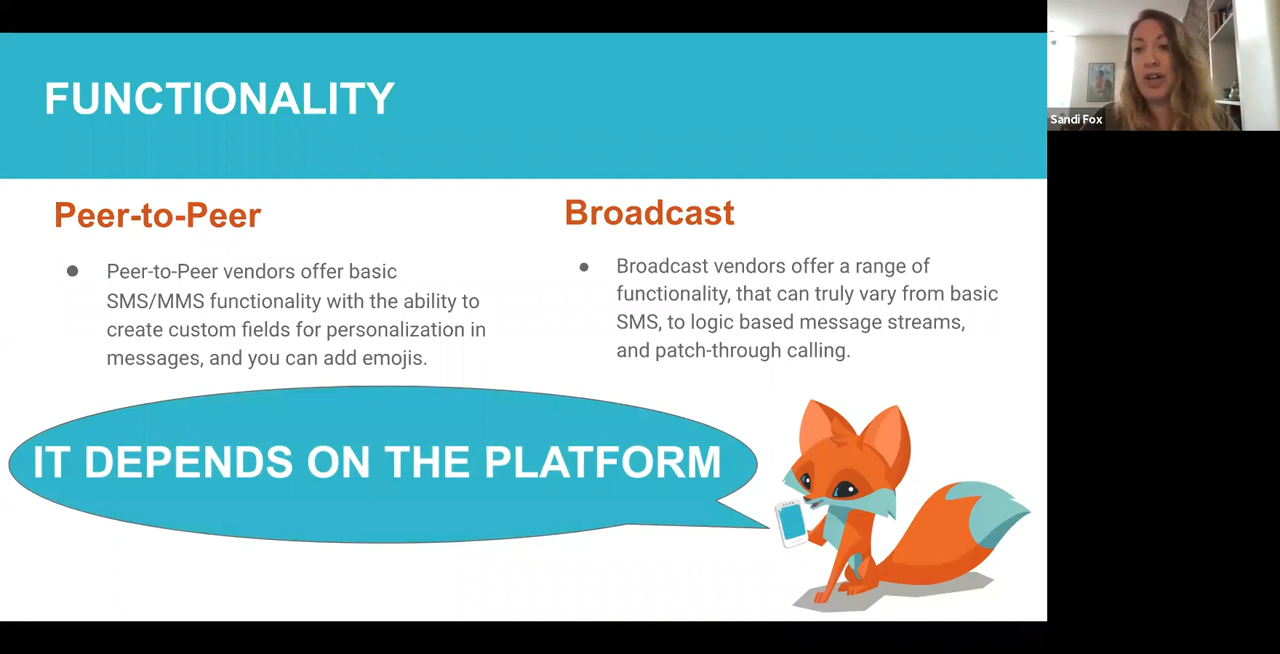 FUNCTIONALITY
Sandi Fox
Peer-to-Peer
● Peer-to-Peer vendors offer basic
SMS/MMS functionality with the ability to
create custom fields for personalization in
messages, and you can add emojis.
Broadcast
● Broadcast vendors offer a range of
functionality, that can truly vary from basic
SMS, to logic based message streams,
and patch-through calling.
IT DEPENDS ON THE PLATFORM